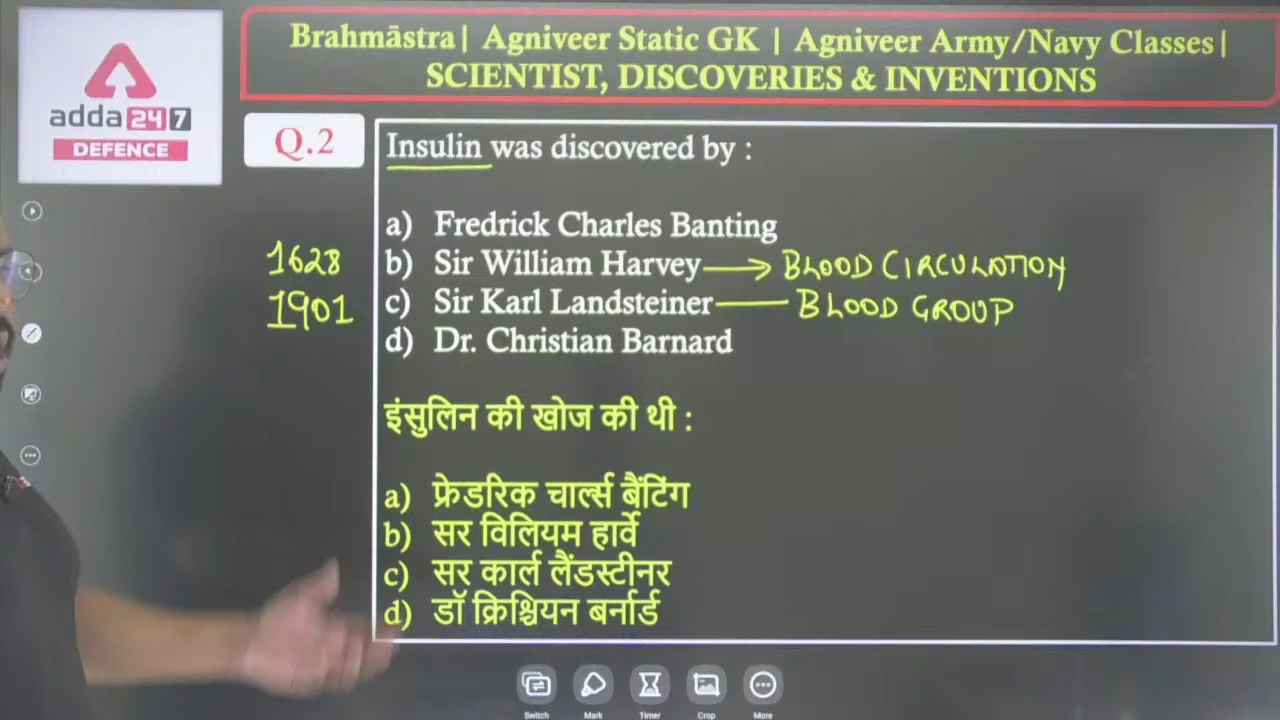 Brahmāstra| Agniveer Static GK | Agniveer Army/Navy Classes|
SCIENTIST, DISCOVERIES & INVENTIONS
adda 247
DEFENCE
Q.2
Insulin was discovered by :
a) Fredrick Charles Banting
1628 b) Sir William Harvey → BLOOD CIRCULATION
1901 c) Sir Karl Landsteiner — BLOOD GROUP
d) Dr. Christian Barnard
इंसुलिन की खोज की थी :
a) फ्रेडरिक चार्ल्स बैंटिंग
b) सर विलियम हार्वे
c) सर कार्ल लैंडस्टीनर
d) डॉ क्रिश्चियन बर्नार्ड
Switch Mark Timer Crop More